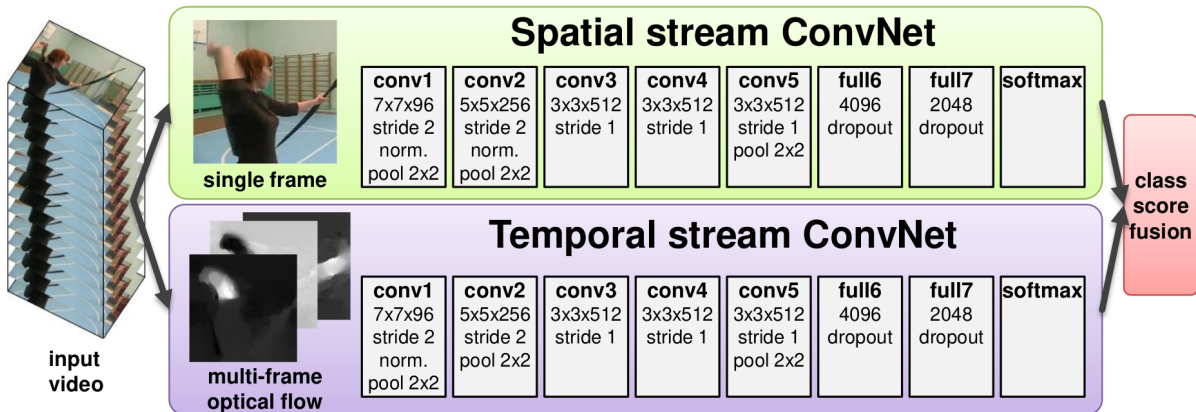 input
video
Spatial stream ConvNet
single frame
conv1
7x7x96
stride 2
norm.
pool 2x2
conv2
5x5x256
stride 2
norm.
pool 2x2
conv3
3x3x512
stride 1
conv4
3x3x512
stride 1
conv5
3x3x512
stride 1
pool 2x2
full6
4096
dropout
full7
2048
dropout
softmax
Temporal stream ConvNet
multi-frame
optical flow
conv1
7x7x96
stride 2
norm.
pool 2x2
conv2
5x5x256
stride 2
pool 2x2
conv3
3x3x512
stride 1
conv4
3x3x512
stride 1
conv5
3x3x512
stride 1
pool 2x2
full6
4096
dropout
full7
2048
dropout
softmax
class
score
fusion